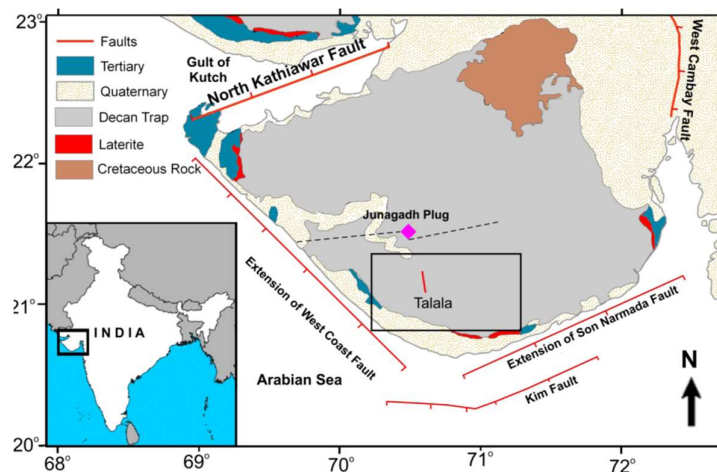 23°
22°
21°
20°
68°
69°
70°
71°
72°
Faults
Tertiary
Quaternary
Decan Trap
Laterite
Cretaceous Rock
Gulf of
Kutch
North Kathiawar Fault
West Cambay Fault
Junagadh Plug
Talala
Extension of West Coast Fault
Extension of Son Narmada Fault
Kim Fault
Arabian Sea
INDIA
N